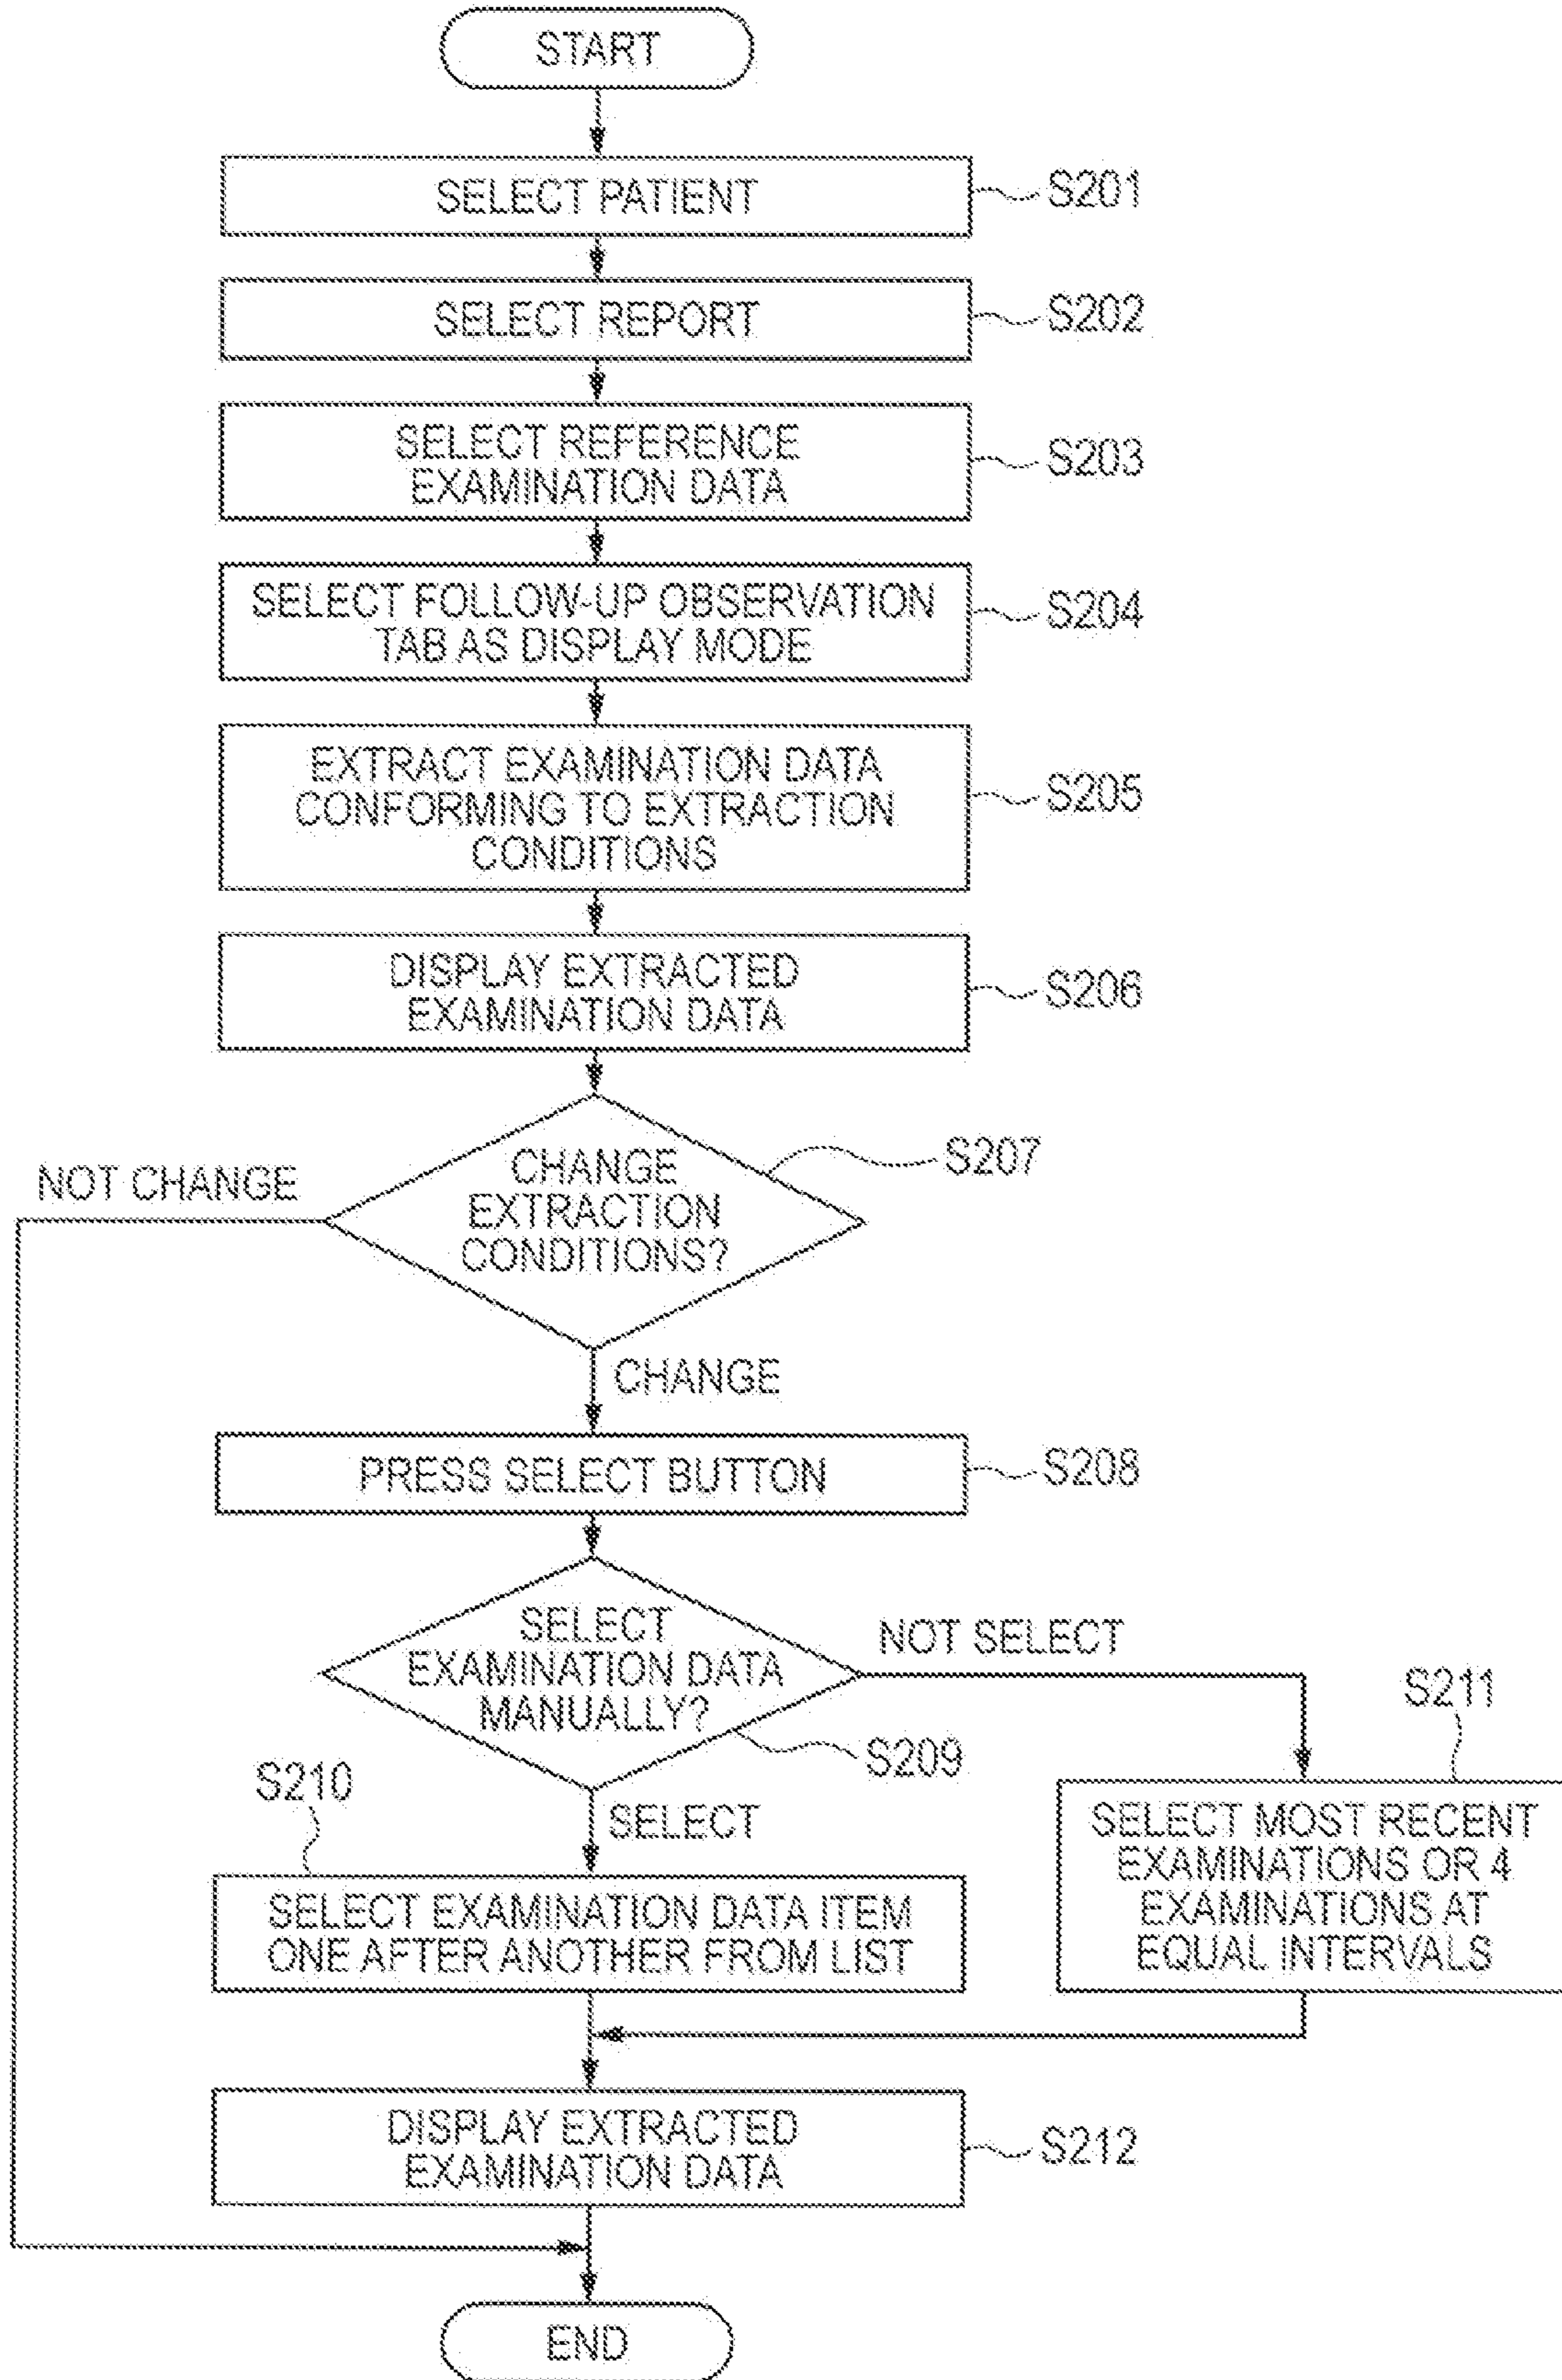 START
SELECT PATIENT
S201
SELECT REPORT
S202
SELECT REFERENCE
EXAMINATION DATA
S203
SELECT FOLLOW-UP OBSERVATION
TAB AS DISPLAY MODE
S204
EXTRACT EXAMINATION DATA
CONFORMING TO EXTRACTION
CONDITIONS
S205
DISPLAY EXTRACTED
EXAMINATION DATA
S206
CHANGE
EXTRACTION
CONDITIONS?
S207
NOT CHANGE
CHANGE
PRESS SELECT BUTTON
S208
SELECT
EXAMINATION DATA
MANUALLY?
S209
NOT SELECT
SELECT
S210
SELECT EXAMINATION DATA ITEM
ONE AFTER ANOTHER FROM LIST
S211
SELECT MOST RECENT
EXAMINATIONS OR 4
EXAMINATIONS AT
EQUAL INTERVALS
DISPLAY EXTRACTED
EXAMINATION DATA
S212
END